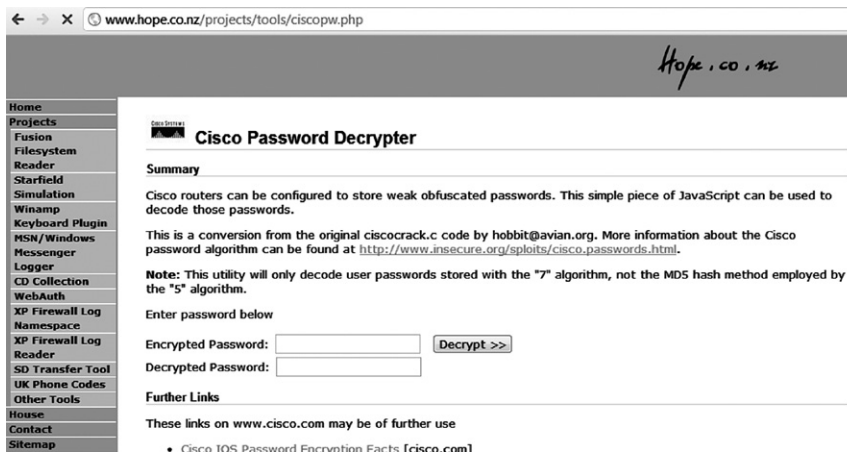 www.hope.co.nz/projects/tools/ciscopw.php
Hope.co.nz
Home
Projects
Fusion
Filesystem
Reader
Starfield
Simulation
Winamp
Keyboard Plugin
MSN/Windows
Messenger
Logger
CD Collection
WebAuth
XP Firewall Log
Namespace
XP Firewall Log
Reader
SD Transfer Tool
UK Phone Codes
Other Tools
House
Contact
Sitemap
CISCO SYSTEMS
Cisco Password Decrypter
Summary
Cisco routers can be configured to store weak obfuscated passwords. This simple piece of JavaScript can be used to
decode those passwords.
This is a conversion from the original ciscocrack.c code by hobbit@avian.org. More information about the Cisco
password algorithm can be found at http://www.insecure.org/sploits/cisco.passwords.html.
Note: This utility will only decode user passwords stored with the "7" algorithm, not the MD5 hash method employed by
the "5" algorithm.
Enter password below
Encrypted Password:
Decrypt >>
Decrypted Password:
Further Links
These links on www.cisco.com may be of further use
• Cisco IOS Password Encryption Facts [cisco.com]